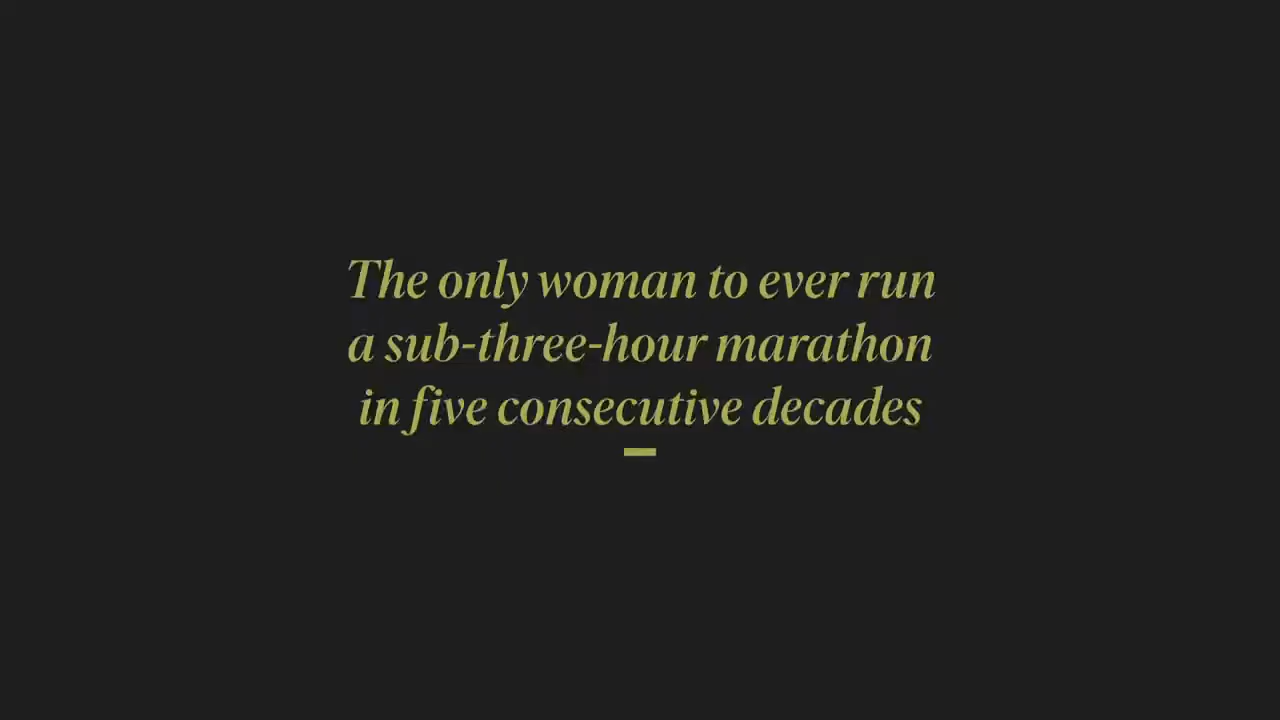 The only woman to ever run
a sub-three-hour marathon
in five consecutive decades